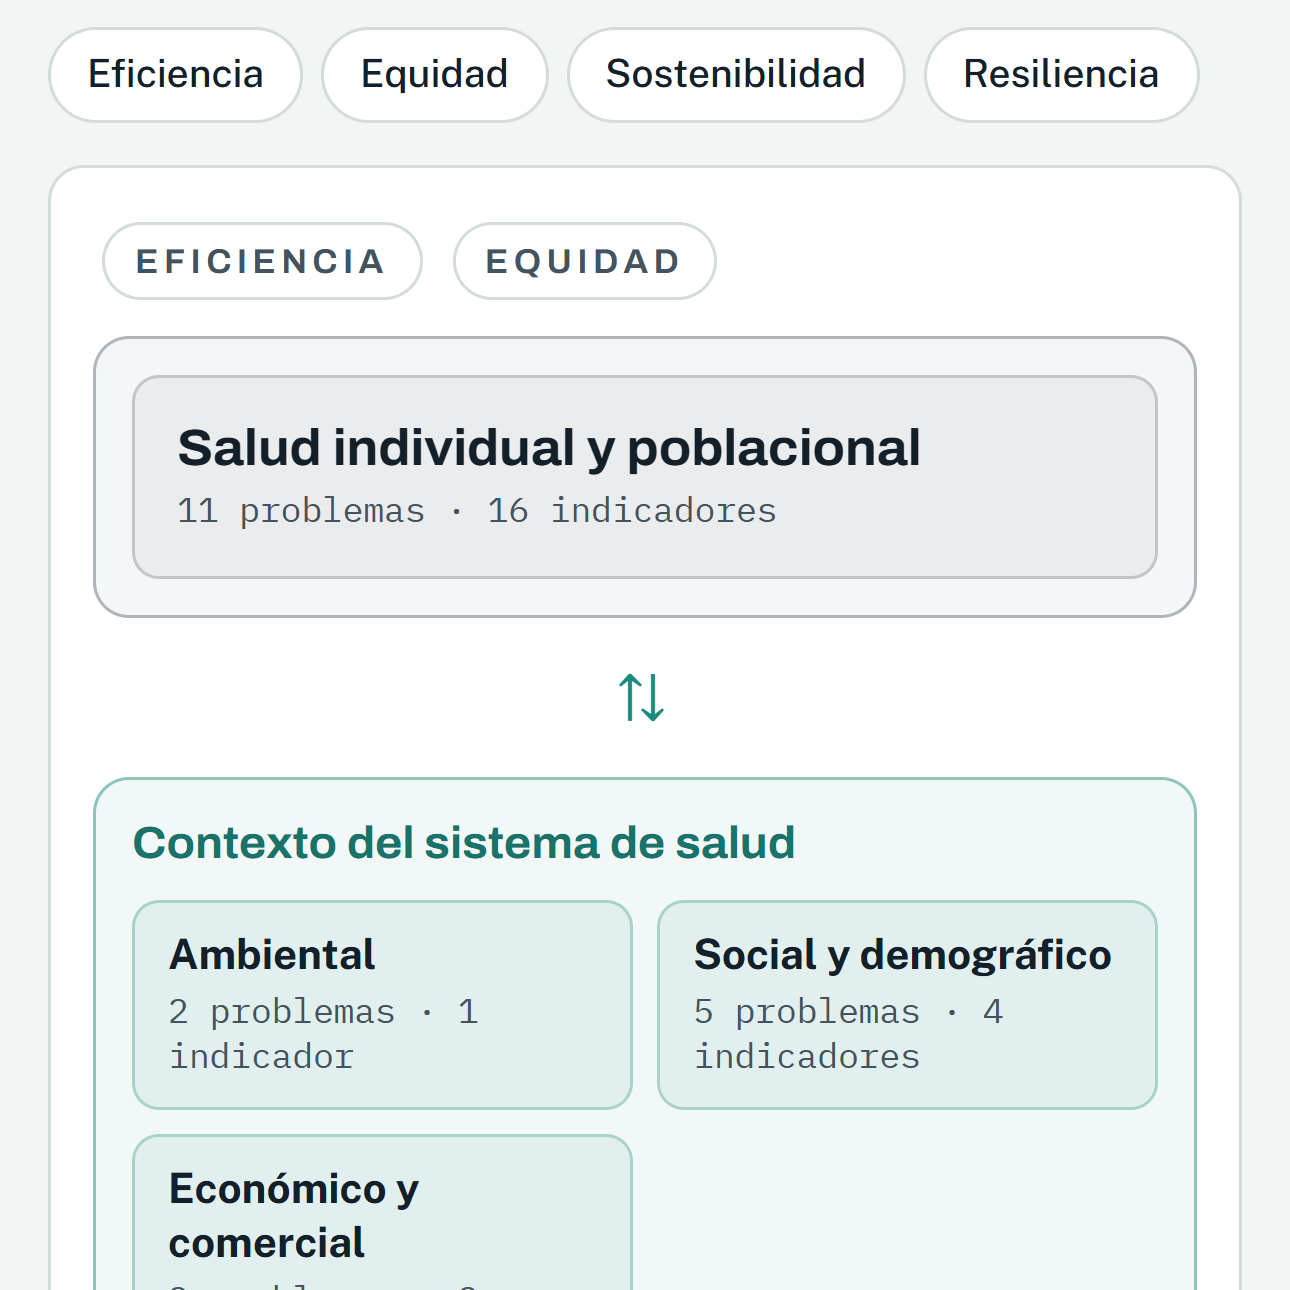 Eficiencia
Equidad
Sostenibilidad
Resiliencia
EFICIENCIA
EQUIDAD
Salud individual y poblacional
11 problemas · 16 indicadores
↑↓
Contexto del sistema de salud
Ambiental
2 problemas · 1
indicador
Social y demográfico
5 problemas · 4
indicadores
Económico y
comercial